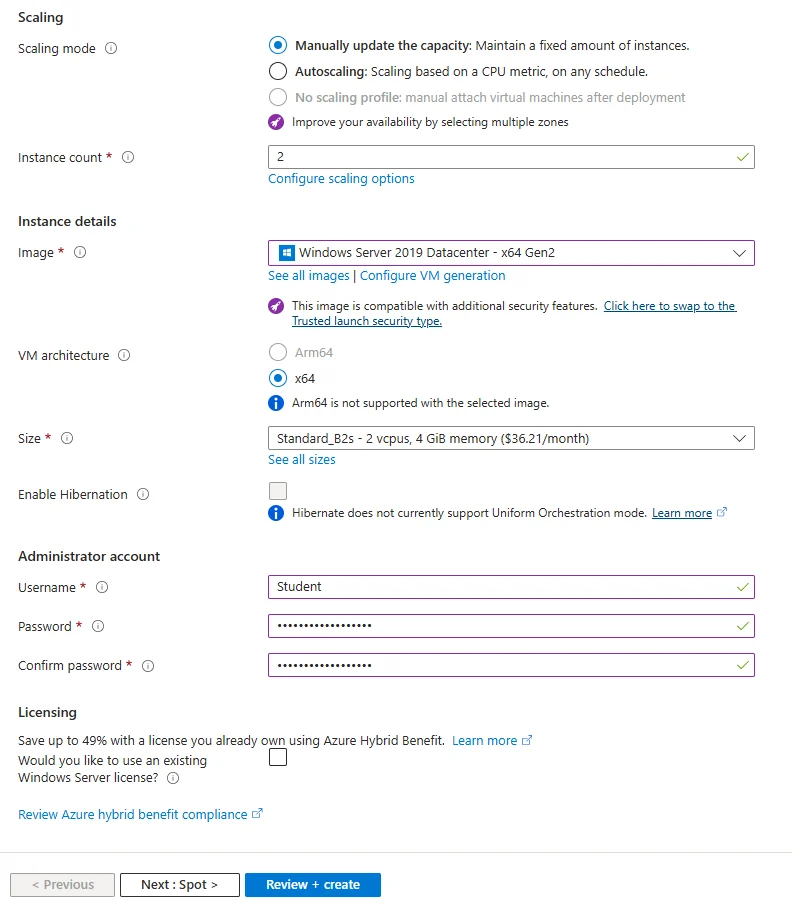 Scaling
Scaling mode
Manually update the capacity: Maintain a fixed amount of instances.
Autoscaling: Scaling based on a CPU metric, on any schedule.
No scaling profile: manual attach virtual machines after deployment
Improve your availability by selecting multiple zones
Instance count *
2
Configure scaling options
Instance details
Image *
Windows Server 2019 Datacenter - x64 Gen2
See all images | Configure VM generation
This image is compatible with additional security features. Click here to swap to the
Trusted launch security type.
VM architecture
Arm64
x64
Arm64 is not supported with the selected image.
Size *
Standard_B2s - 2 vcpus, 4 GiB memory ($36.21/month)
See all sizes
Enable Hibernation
Hibernate does not currently support Uniform Orchestration mode. Learn more
Administrator account
Username *
Student
Password *
••••••••••••••••••
Confirm password *
••••••••••••••••••
Licensing
Save up to 49% with a license you already own using Azure Hybrid Benefit. Learn more
Would you like to use an existing
Windows Server license?
Review Azure hybrid benefit compliance
< Previous
Next : Spot >
Review + create